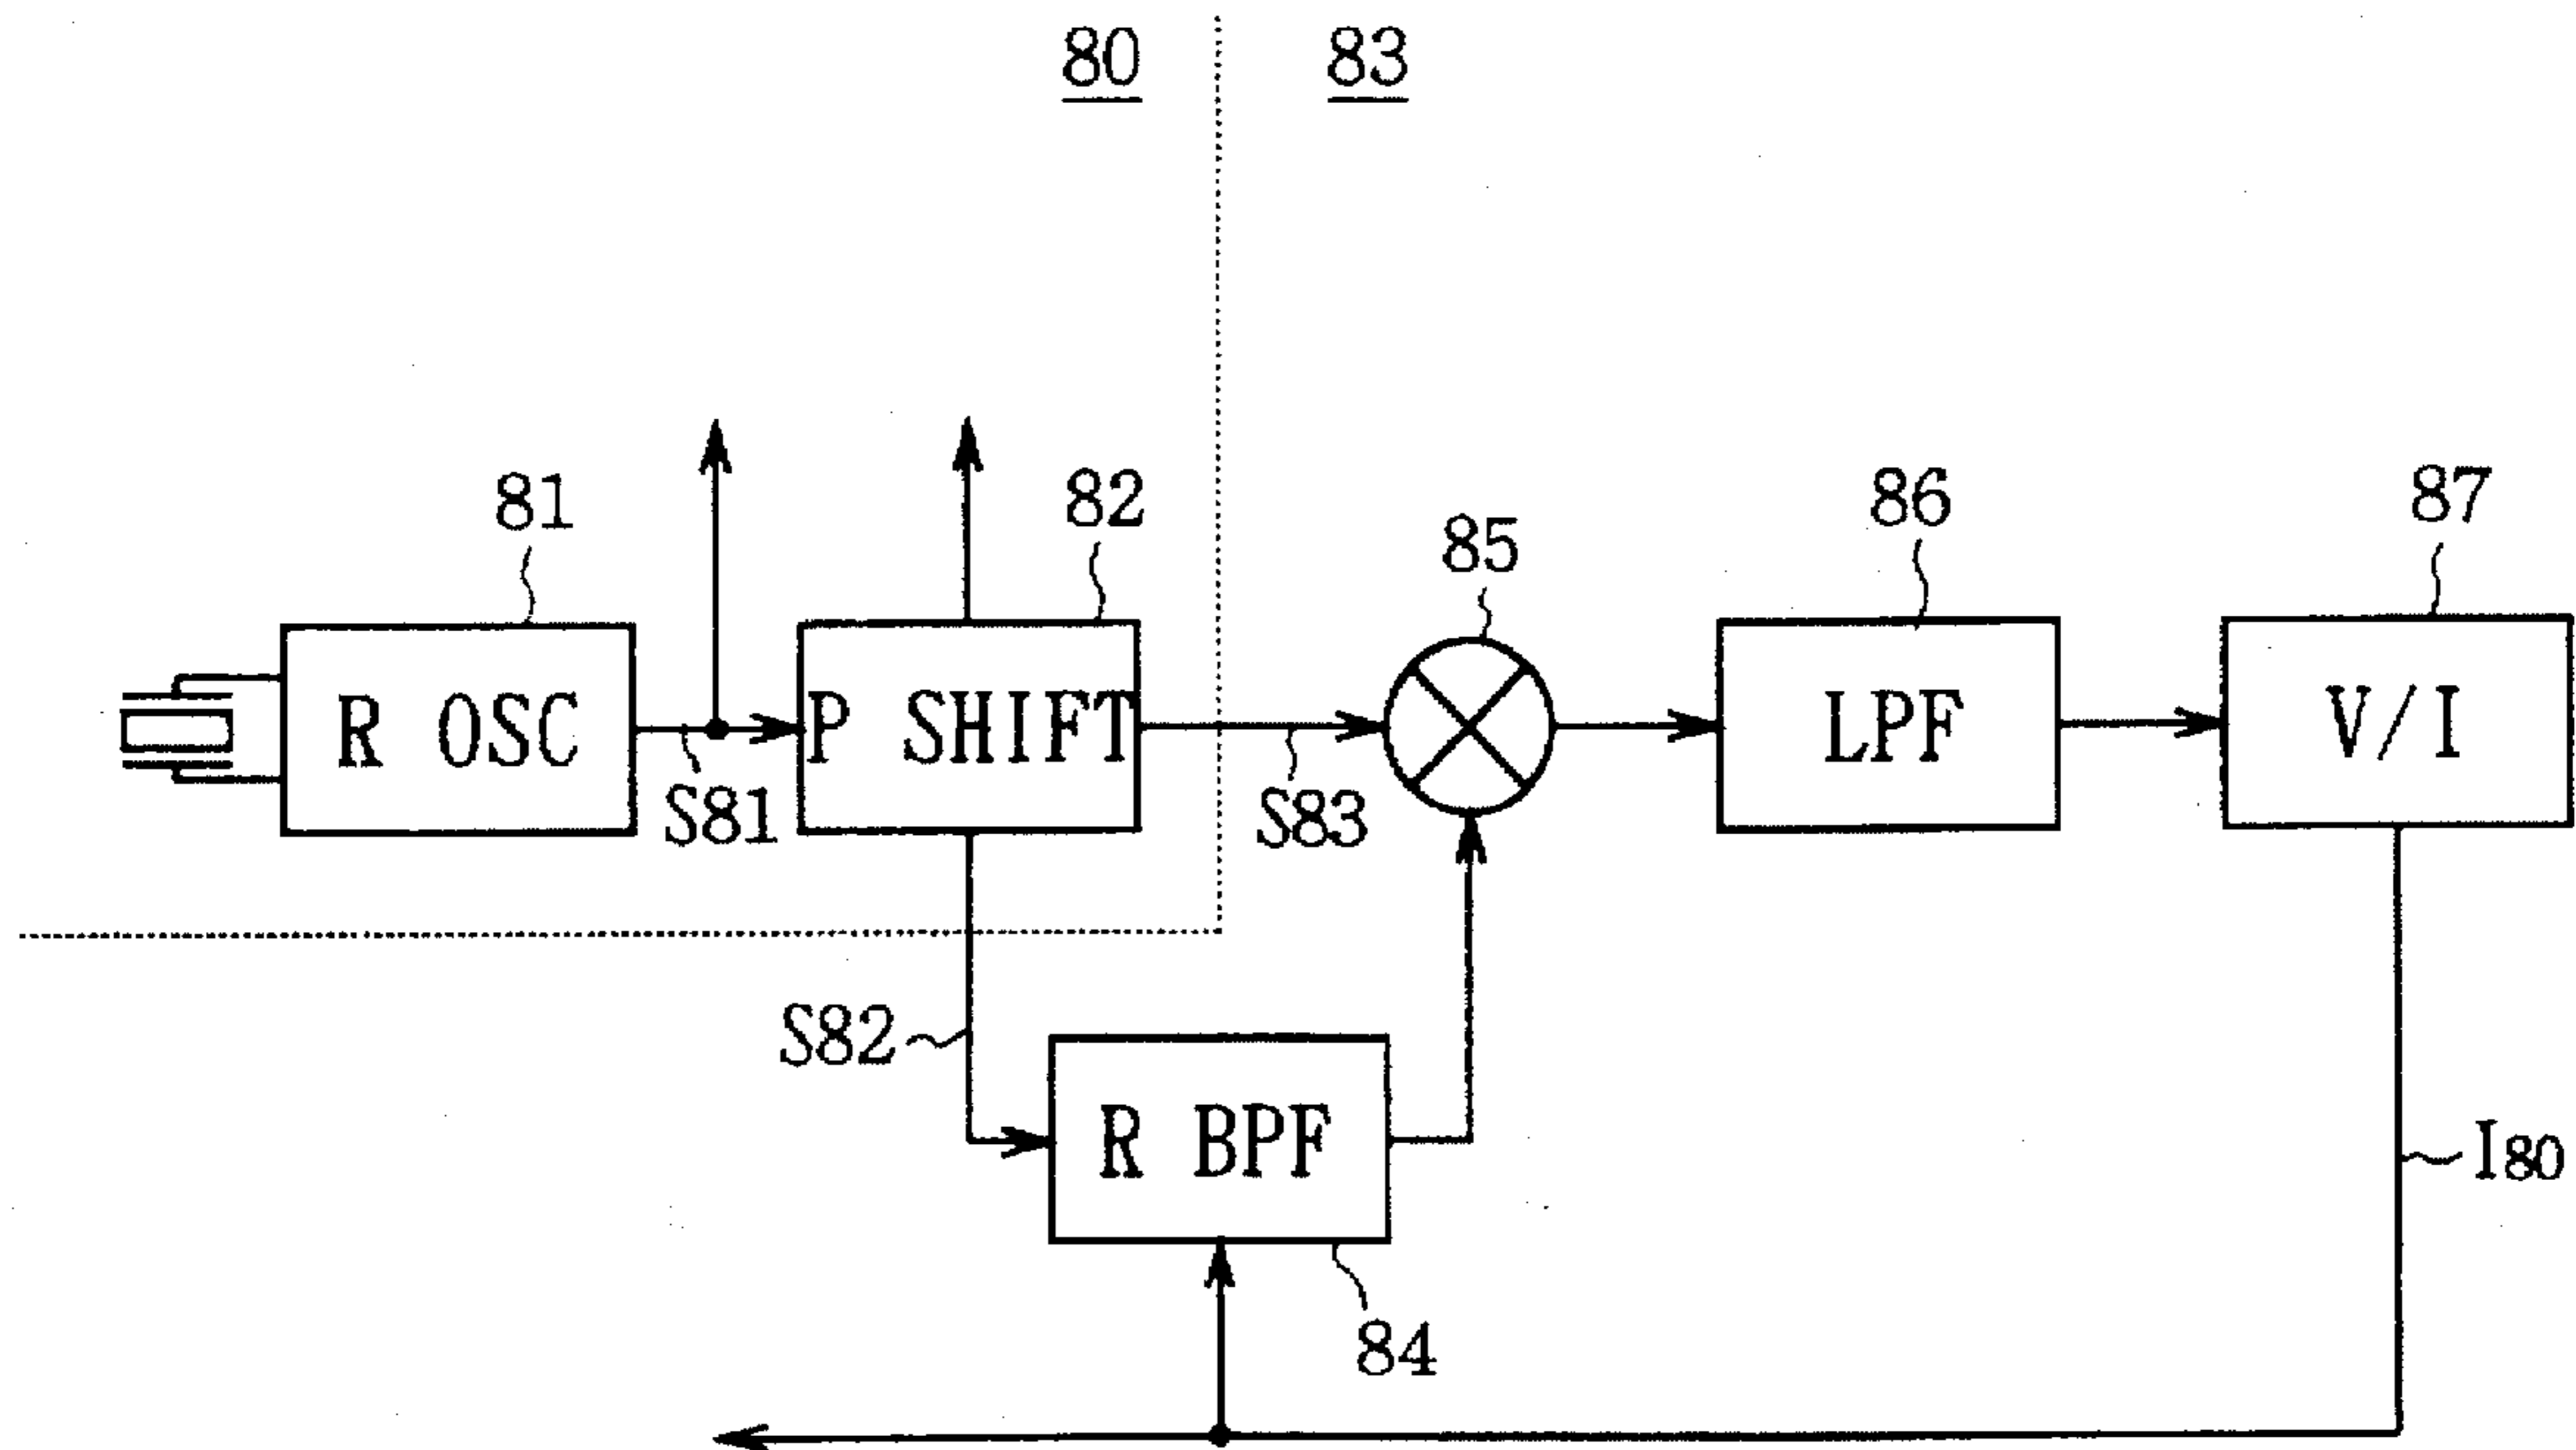 80
83
81
82
85
86
87
R OSC
P SHIFT
LPF
V/I
S81
S83
S82
R BPF
I80
84